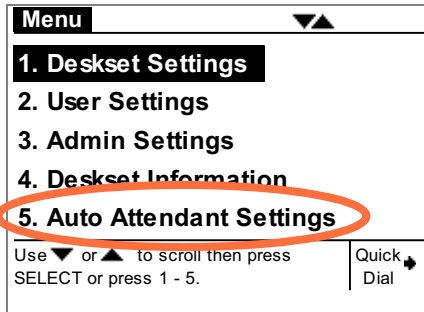 Menu ▼▲
1. Deskset Settings
2. User Settings
3. Admin Settings
4. Deskset Information
5. Auto Attendant Settings
Use ▼ or ▲ to scroll then press
SELECT or press 1 - 5.
Quick
Dial